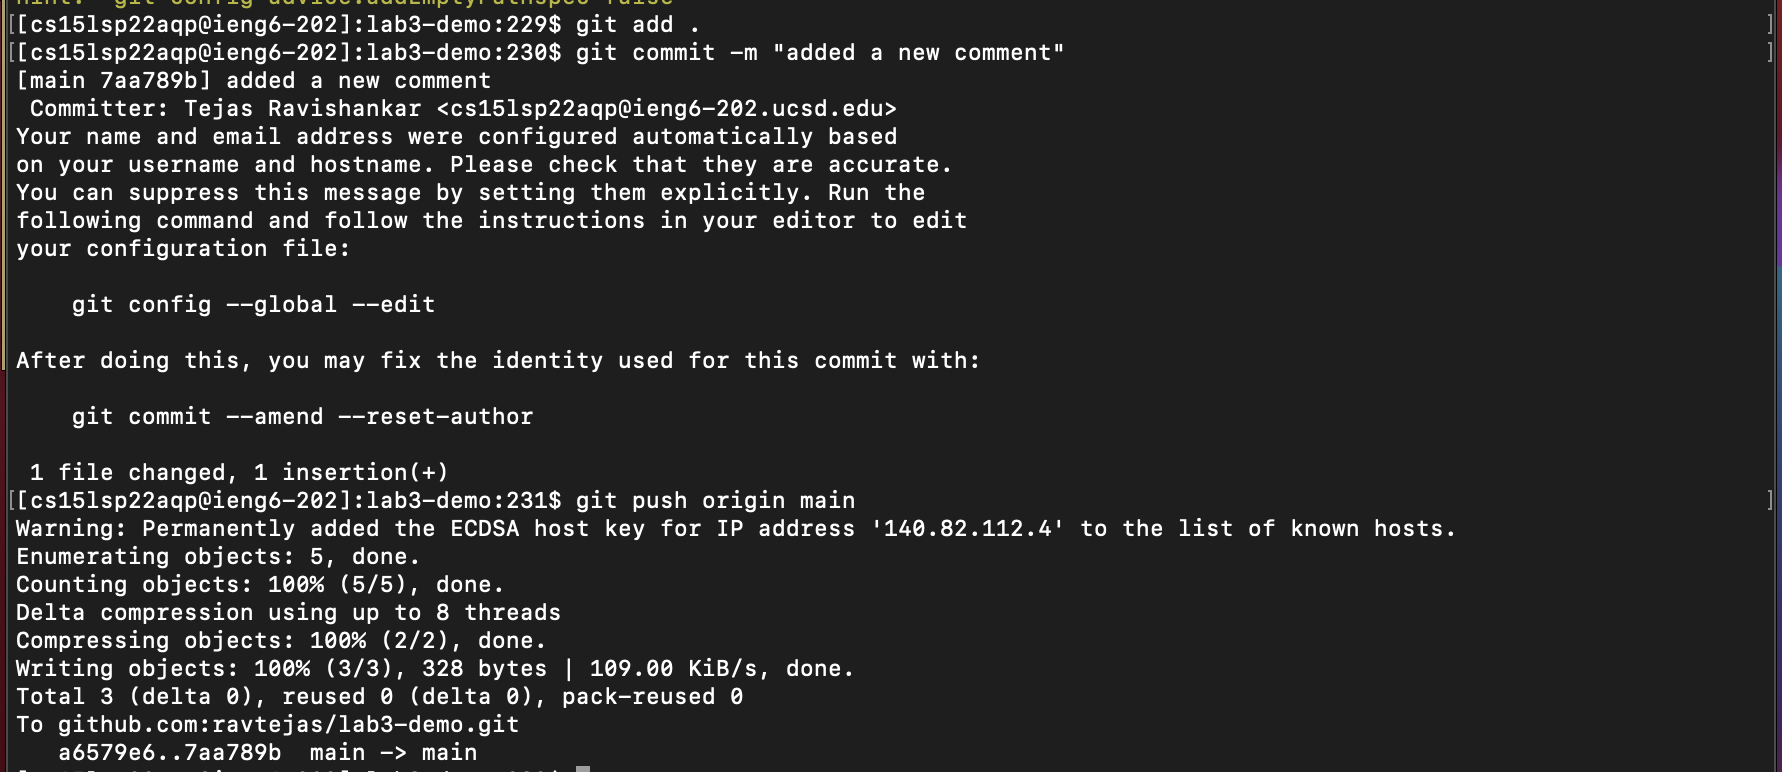 hint: "git config advice.addEmptyPathspec false"
[[cs15lsp22aqp@ieng6-202]:lab3-demo:229$ git add . ]
[[cs15lsp22aqp@ieng6-202]:lab3-demo:230$ git commit -m "added a new comment" ]
[main 7aa789b] added a new comment
 Committer: Tejas Ravishankar <cs15lsp22aqp@ieng6-202.ucsd.edu>
Your name and email address were configured automatically based
on your username and hostname. Please check that they are accurate.
You can suppress this message by setting them explicitly. Run the
following command and follow the instructions in your editor to edit
your configuration file:

    git config --global --edit

After doing this, you may fix the identity used for this commit with:

    git commit --amend --reset-author

 1 file changed, 1 insertion(+)
[[cs15lsp22aqp@ieng6-202]:lab3-demo:231$ git push origin main ]
Warning: Permanently added the ECDSA host key for IP address '140.82.112.4' to the list of known hosts.
Enumerating objects: 5, done.
Counting objects: 100% (5/5), done.
Delta compression using up to 8 threads
Compressing objects: 100% (2/2), done.
Writing objects: 100% (3/3), 328 bytes | 109.00 KiB/s, done.
Total 3 (delta 0), reused 0 (delta 0), pack-reused 0
To github.com:ravtejas/lab3-demo.git
   a6579e6..7aa789b  main -> main